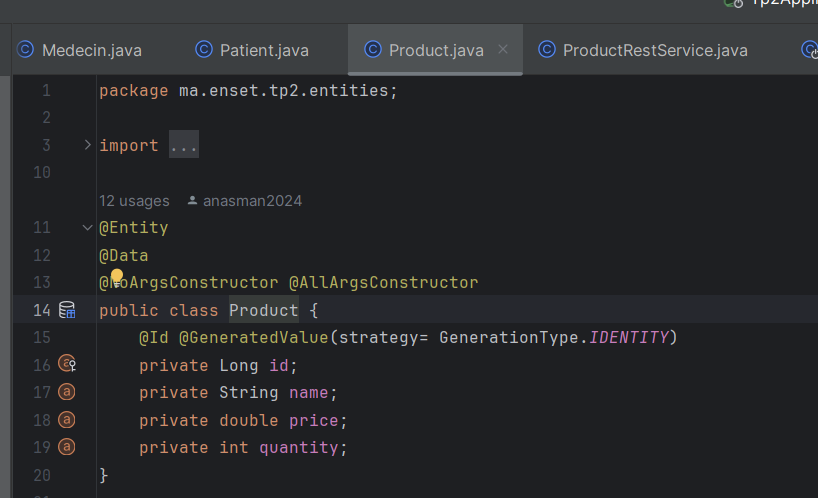 Medecin.java Patient.java Product.java ProductRestService.java
1 package ma.enset.tp2.entities;
2
3 import ...
10
12 usages anasman2024
11 @Entity
12 @Data
13 @NoArgsConstructor @AllArgsConstructor
14 public class Product {
15 @Id @GeneratedValue(strategy= GenerationType.IDENTITY)
16 private Long id;
17 private String name;
18 private double price;
19 private int quantity;
20 }